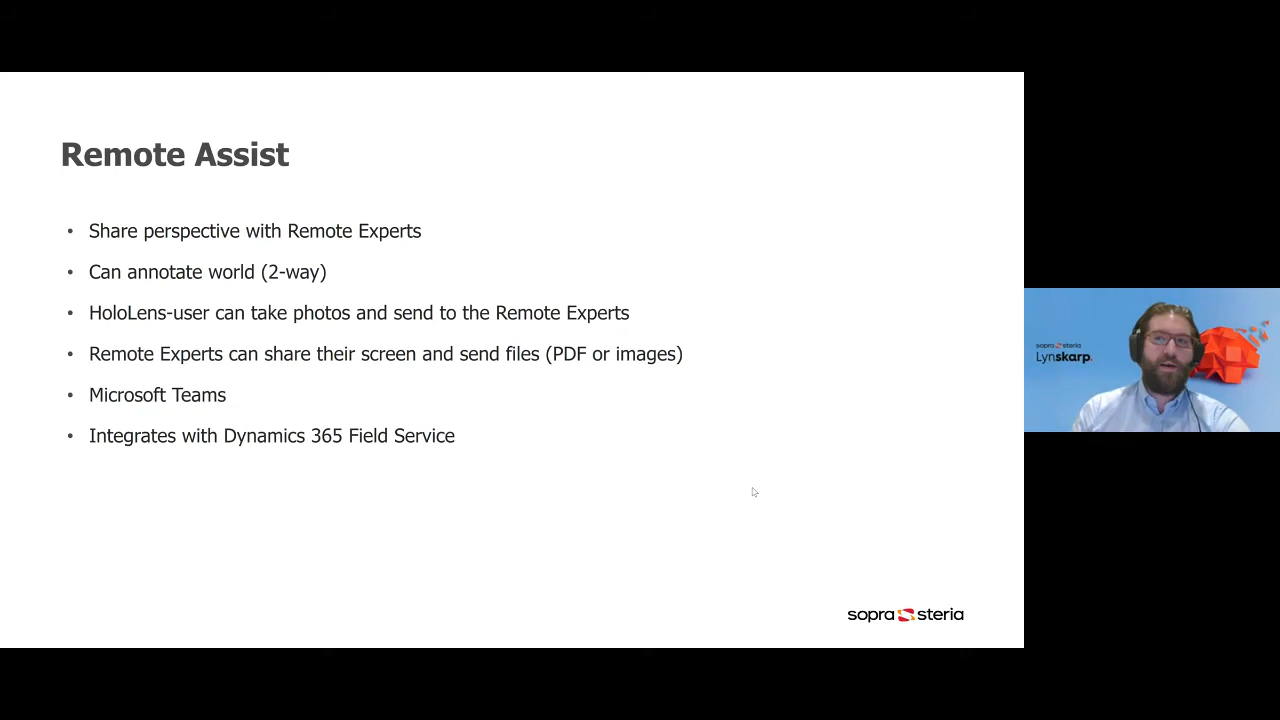 Remote Assist
• Share perspective with Remote Experts
• Can annotate world (2-way)
• HoloLens-user can take photos and send to the Remote Experts
• Remote Experts can share their screen and send files (PDF or images)
• Microsoft Teams
• Integrates with Dynamics 365 Field Service
sopra steria
sopra steria
Lynskarp.